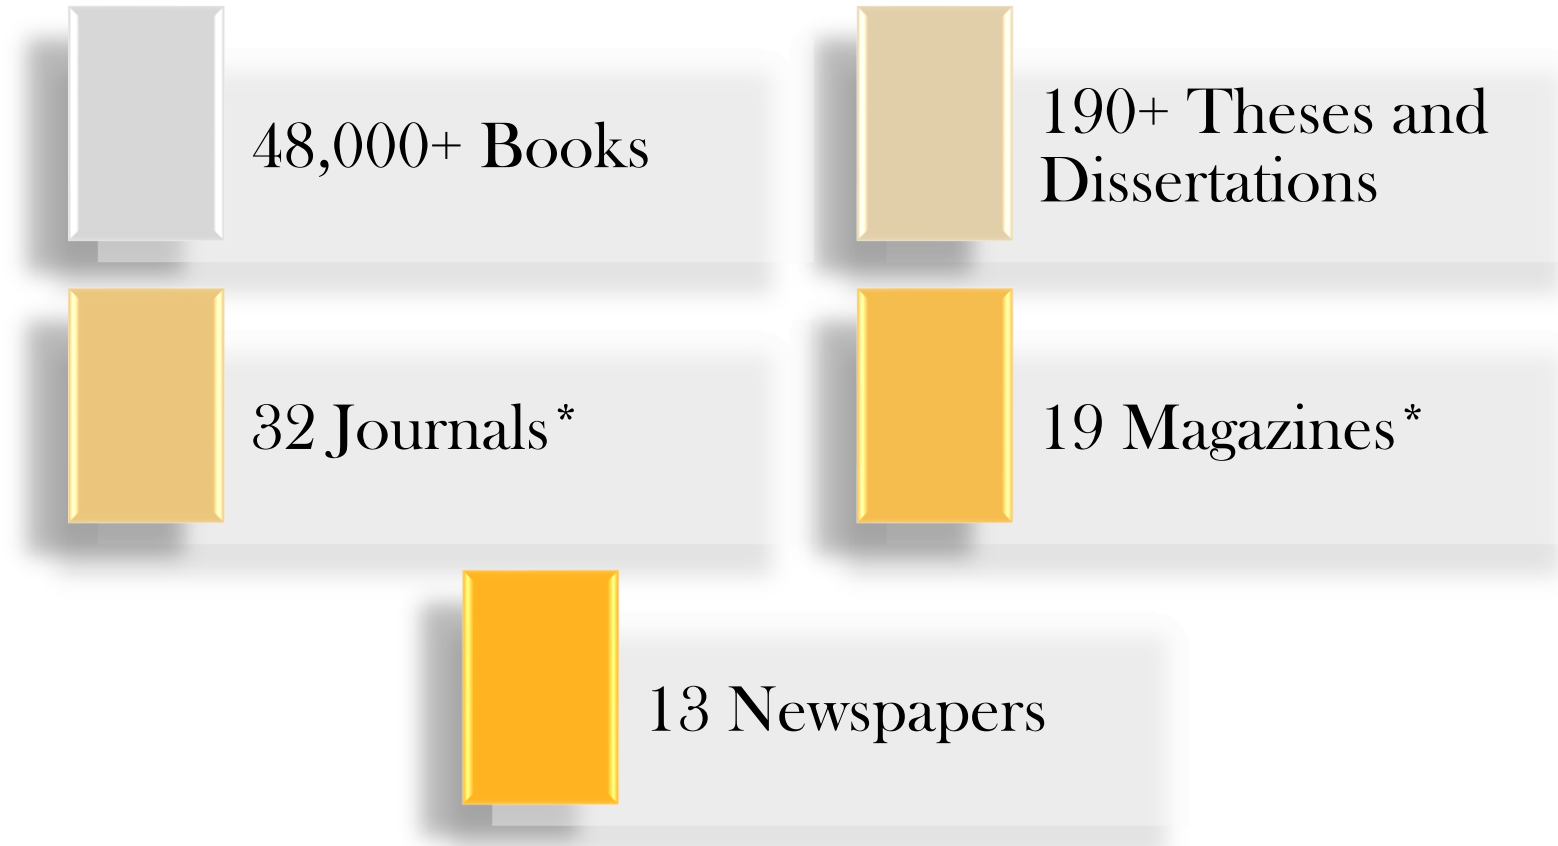 48,000+ Books
190+ Theses and
Dissertations
32 Journals*
19 Magazines*
13 Newspapers